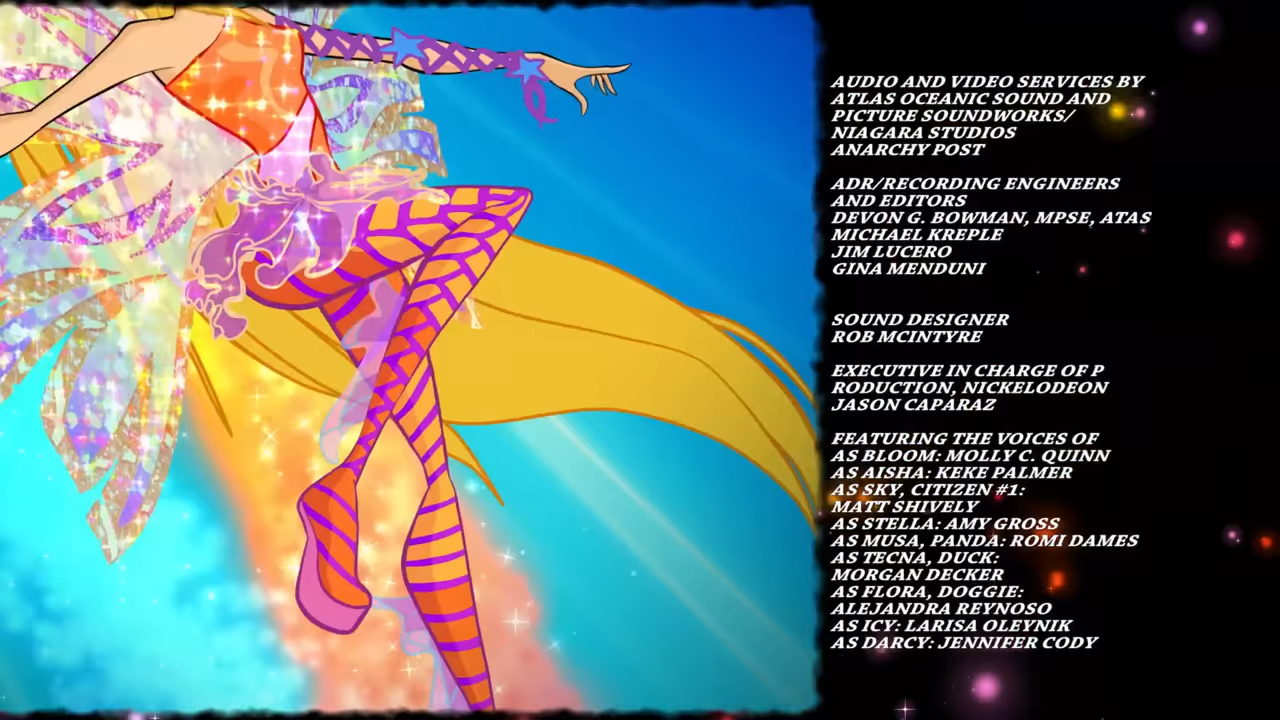 AUDIO AND VIDEO SERVICES BY
ATLAS OCEANIC SOUND AND
PICTURE SOUNDWORKS/
NIAGARA STUDIOS
ANARCHY POST
ADR/RECORDING ENGINEERS
AND EDITORS
DEVON G. BOWMAN, MPSE, ATAS
MICHAEL KREPLE
JIM LUCERO
GINA MENDUNI
SOUND DESIGNER
ROB MCINTYRE
EXECUTIVE IN CHARGE OF P
RODUCTION, NICKELODEON
JASON CAPARAZ
FEATURING THE VOICES OF
AS BLOOM: MOLLY C. QUINN
AS AISHA: KEKE PALMER
AS SKY, CITIZEN #1:
MATT SHIVELY
AS STELLA: AMY GROSS
AS MUSA, PANDA: ROMI DAMES
AS TECNA, DUCK:
MORGAN DECKER
AS FLORA, DOGGIE:
ALEJANDRA REYNOSO
AS ICY: LARISA OLEYNIK
AS DARCY: JENNIFER CODY